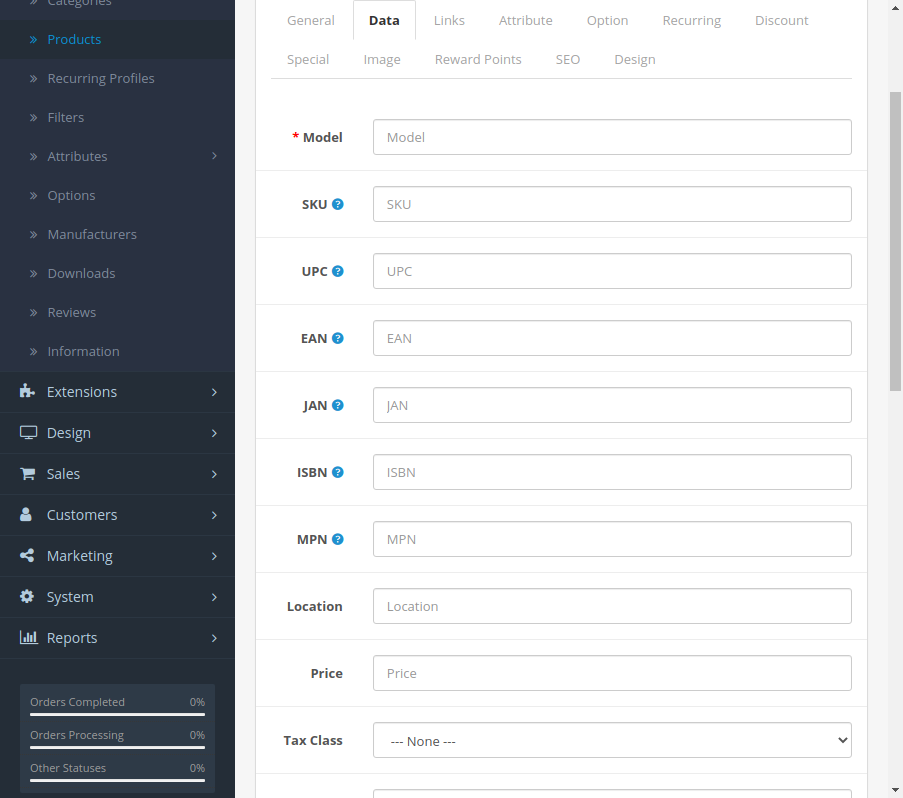 Categories
Products
Recurring Profiles
Filters
Attributes
Options
Manufacturers
Downloads
Reviews
Information
Extensions
Design
Sales
Customers
Marketing
System
Reports
Orders Completed 0%
Orders Processing 0%
Other Statuses 0%
General Data Links Attribute Option Recurring Discount
Special Image Reward Points SEO Design
* Model Model
SKU ? SKU
UPC ? UPC
EAN ? EAN
JAN ? JAN
ISBN ? ISBN
MPN ? MPN
Location Location
Price Price
Tax Class --- None ---